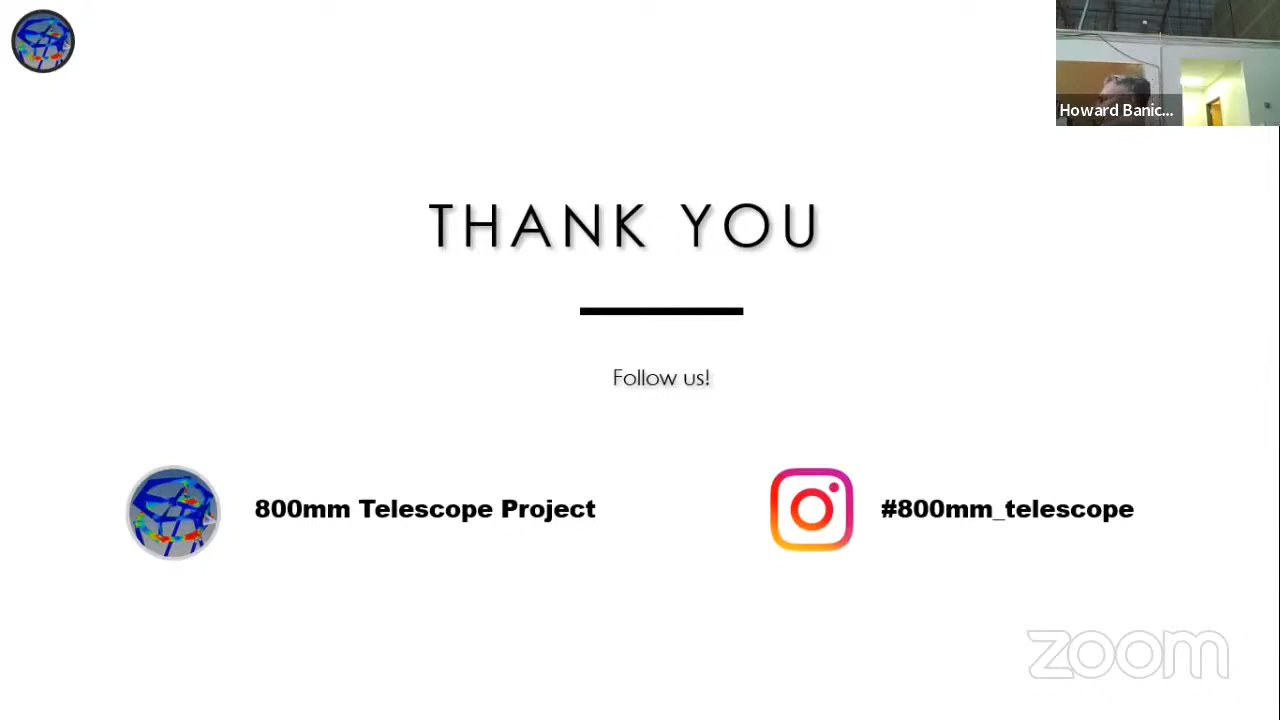 Howard Banic...
THANK YOU
Follow us!
800mm Telescope Project
#800mm_telescope
zoom